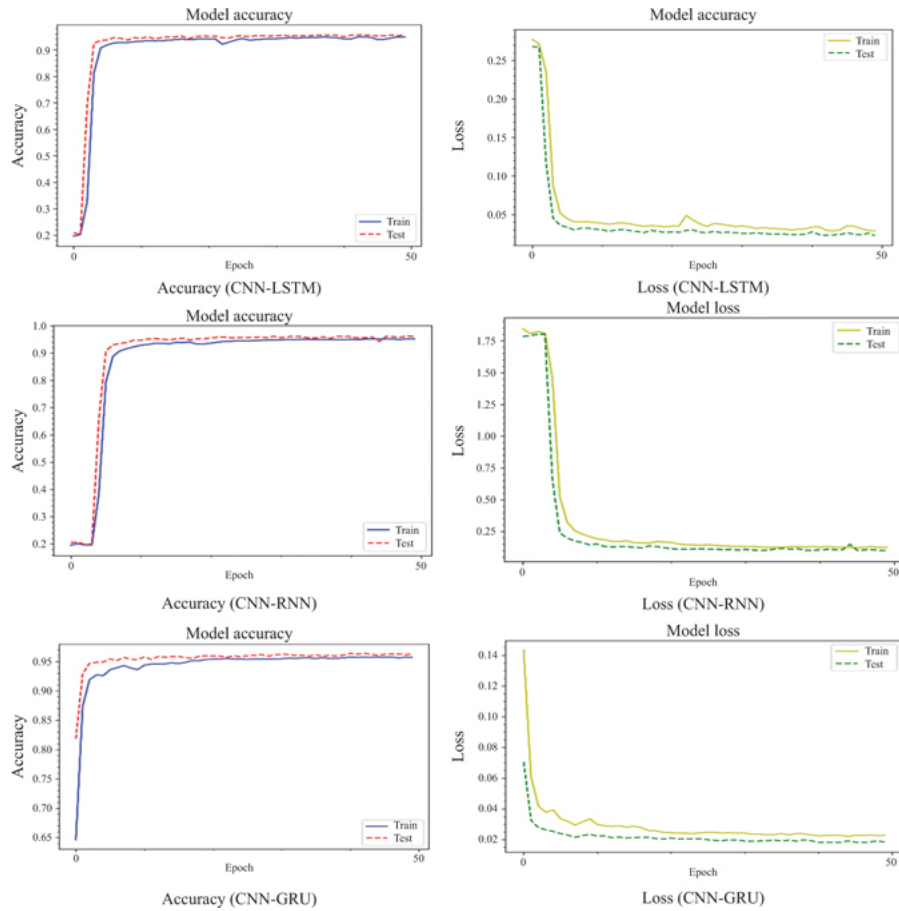 Model accuracy
0.9
0.8
0.7
0.6
0.5
0.4
0.3
0.2
Accuracy
Train
Test
0
50
Epoch
Accuracy (CNN-LSTM)
Model accuracy
0.25
0.20
0.15
0.10
0.05
Loss
Train
Test
0
50
Epoch
Loss (CNN-LSTM)
Model accuracy
1.0
0.9
0.8
0.7
0.6
0.5
0.4
0.3
0.2
Accuracy
Train
Test
0
50
Epoch
Accuracy (CNN-RNN)
Model loss
1.75
1.50
1.25
1.00
0.75
0.50
0.25
Loss
Train
Test
0
50
Epoch
Loss (CNN-RNN)
Model accuracy
0.95
0.90
0.85
0.80
0.75
0.70
0.65
Accuracy
Train
Test
0
50
Epoch
Accuracy (CNN-GRU)
Model loss
0.14
0.12
0.10
0.08
0.06
0.04
0.02
Loss
Train
Test
0
50
Epoch
Loss (CNN-GRU)